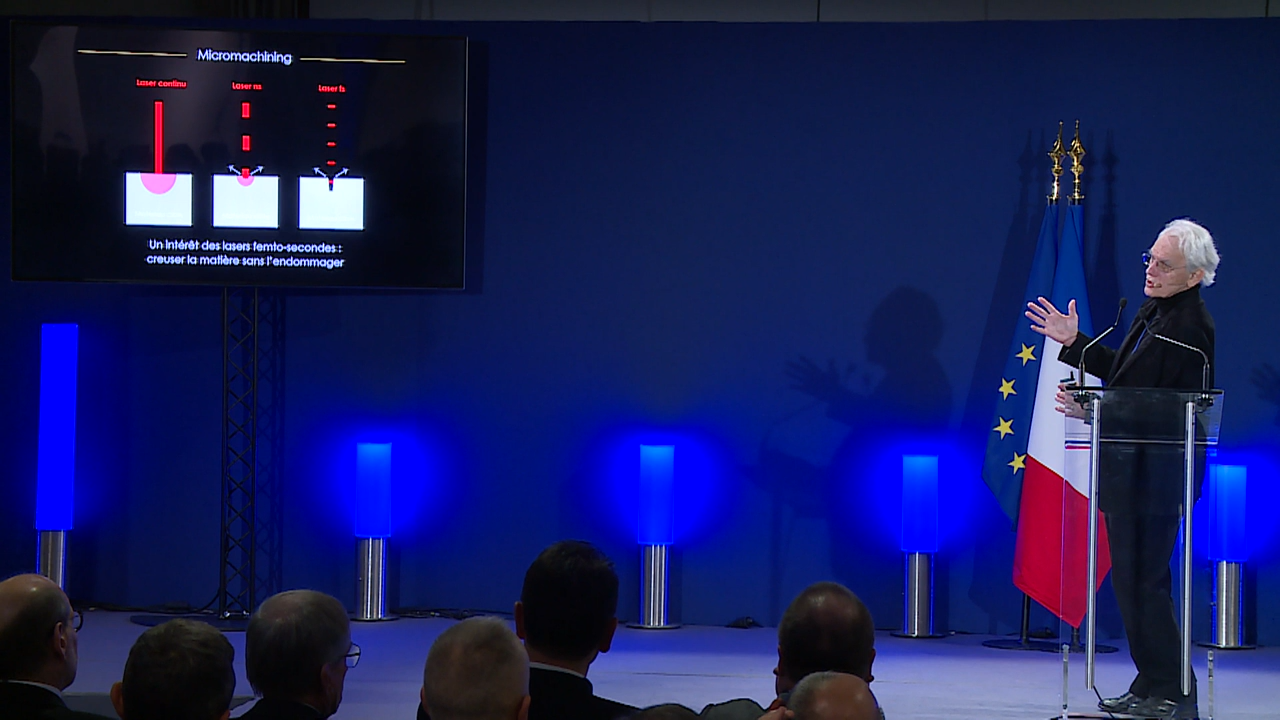 Micromachining
Laser continu
Laser ns
Laser fs
Un intérêt des lasers femto-secondes :
creuser la matière sans l'endommager